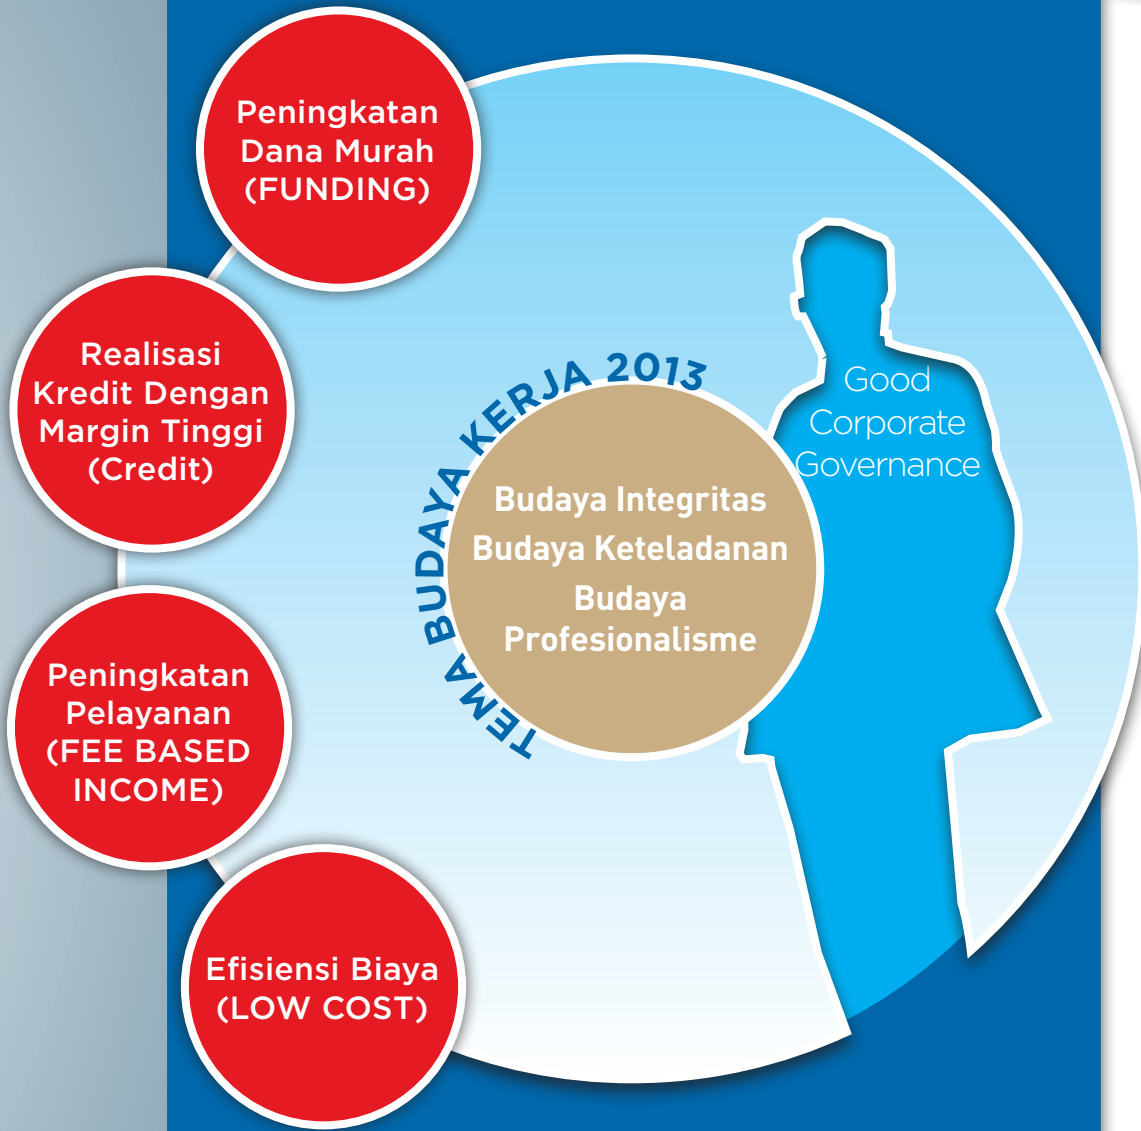 Peningkatan
Dana Murah
(FUNDING)
Realisasi
Kredit Dengan
Margin Tinggi
(Credit)
Peningkatan
Pelayanan
(FEE BASED
INCOME)
Efisiensi Biaya
(LOW COST)
TEMA BUDAYA KERJA 2013
Budaya Integritas
Budaya Keteladanan
Budaya
Profesionalisme
Good
Corporate
Governance